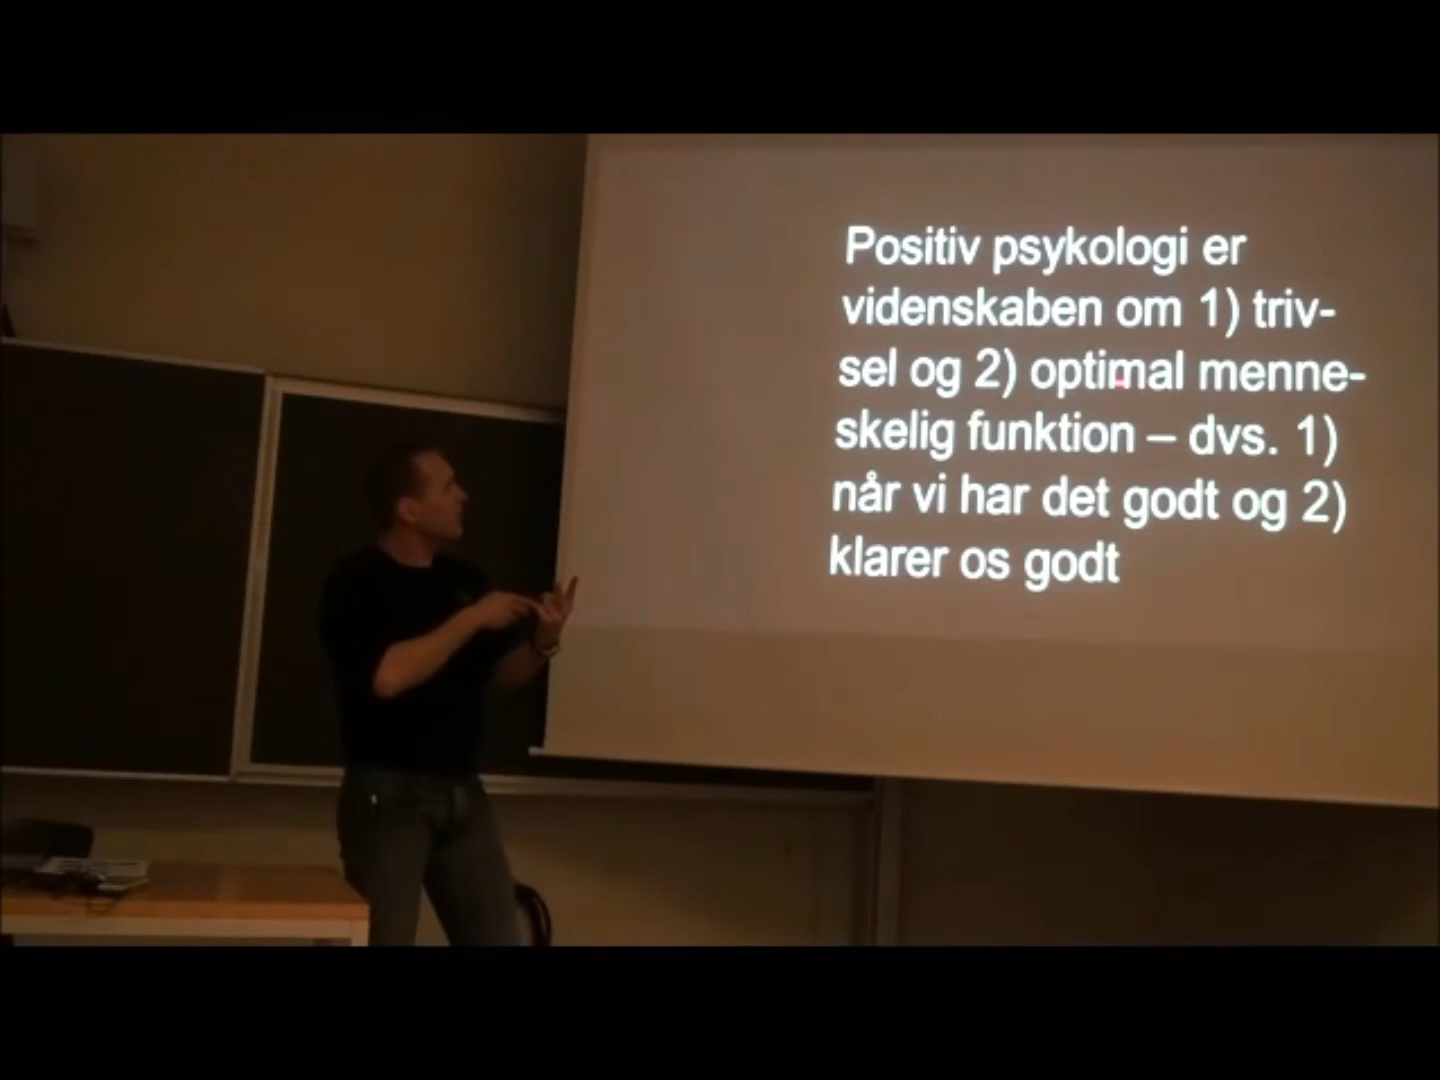 Positiv psykologi er
videnskaben om 1) triv-
sel og 2) optimal menne-
skelig funktion – dvs. 1)
når vi har det godt og 2)
klarer os godt